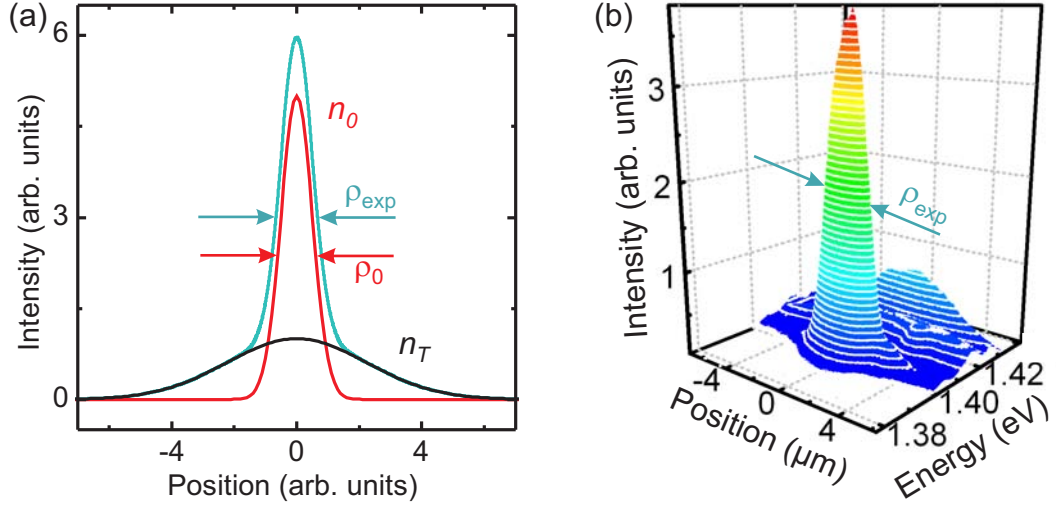 (a)
6
3
0
-4
0
4
Intensity (arb. units)
Position (arb. units)
n₀
ρexp
ρ₀
n_T
(b)
3
2
1
Intensity (arb. units)
ρexp
-4
0
4
Position (μm)
1.38
1.40
1.42
Energy (eV)